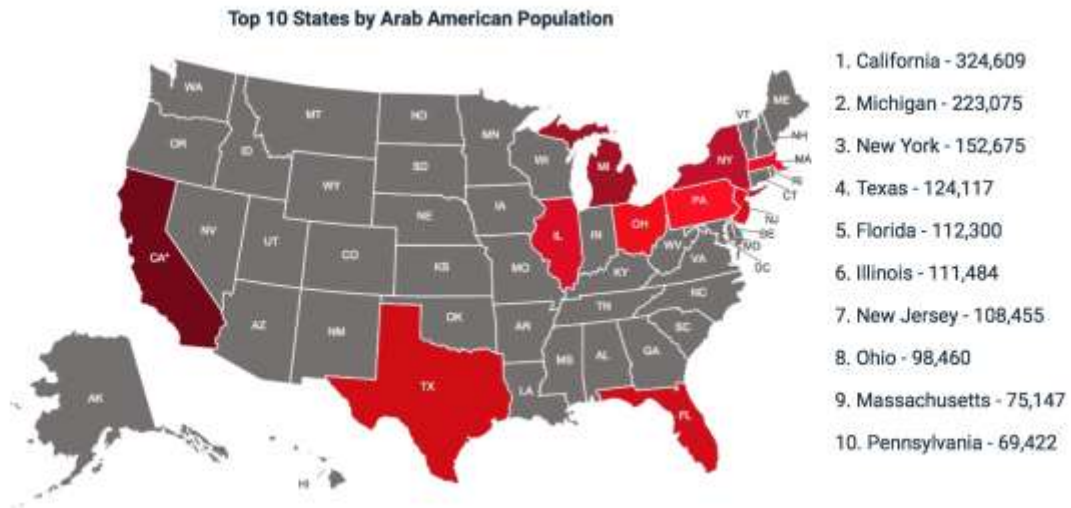 Top 10 States by Arab American Population
1. California - 324,609
2. Michigan - 223,075
3. New York - 152,675
4. Texas - 124,117
5. Florida - 112,300
6. Illinois - 111,484
7. New Jersey - 108,455
8. Ohio - 98,460
9. Massachusetts - 75,147
10. Pennsylvania - 69,422
WA
MT
ND
MN
VT
ME
OR
ID
SD
WI
MI
NY
NH
MA
RI
CT
WY
NE
IA
IL
IN
OH
PA
NJ
DE
MD
DC
NV
UT
CO
KS
MO
KY
WV
VA
CA*
AZ
NM
OK
AR
TN
NC
SC
TX
LA
MS
AL
GA
FL
AK
HI